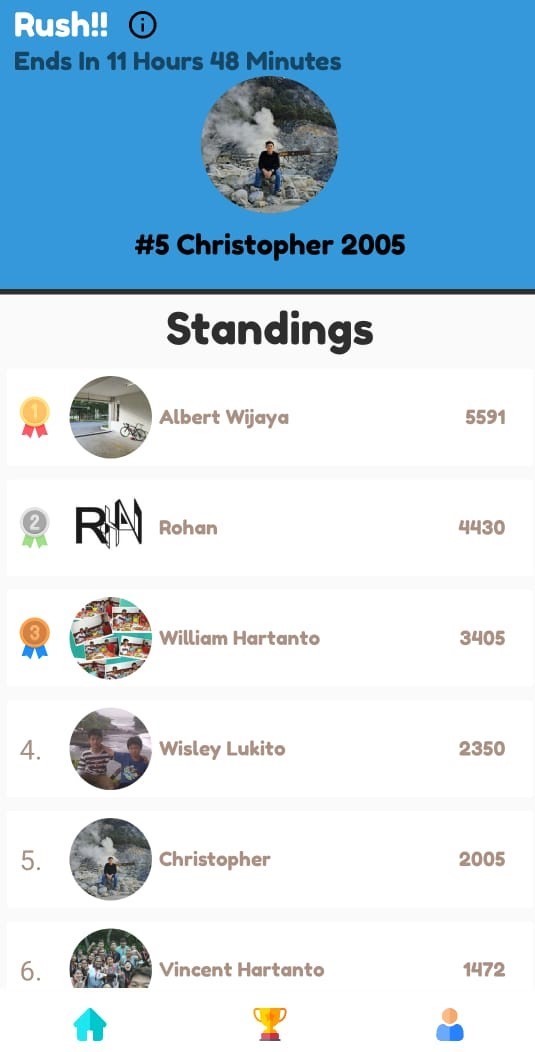 Rush!!
Ends In 11 Hours 48 Minutes
#5 Christopher 2005
Standings
1 Albert Wijaya 5591
2 Rohan 4430
3 William Hartanto 3405
4. Wisley Lukito 2350
5. Christopher 2005
6. Vincent Hartanto 1472